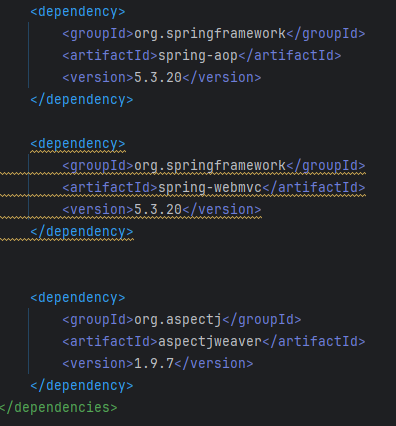 <dependency>
<groupId>org.springframework</groupId>
<artifactId>spring-aop</artifactId>
<version>5.3.20</version>
</dependency>
<dependency>
<groupId>org.springframework</groupId>
<artifactId>spring-webmvc</artifactId>
<version>5.3.20</version>
</dependency>
<dependency>
<groupId>org.aspectj</groupId>
<artifactId>aspectjweaver</artifactId>
<version>1.9.7</version>
</dependency>
</dependencies>